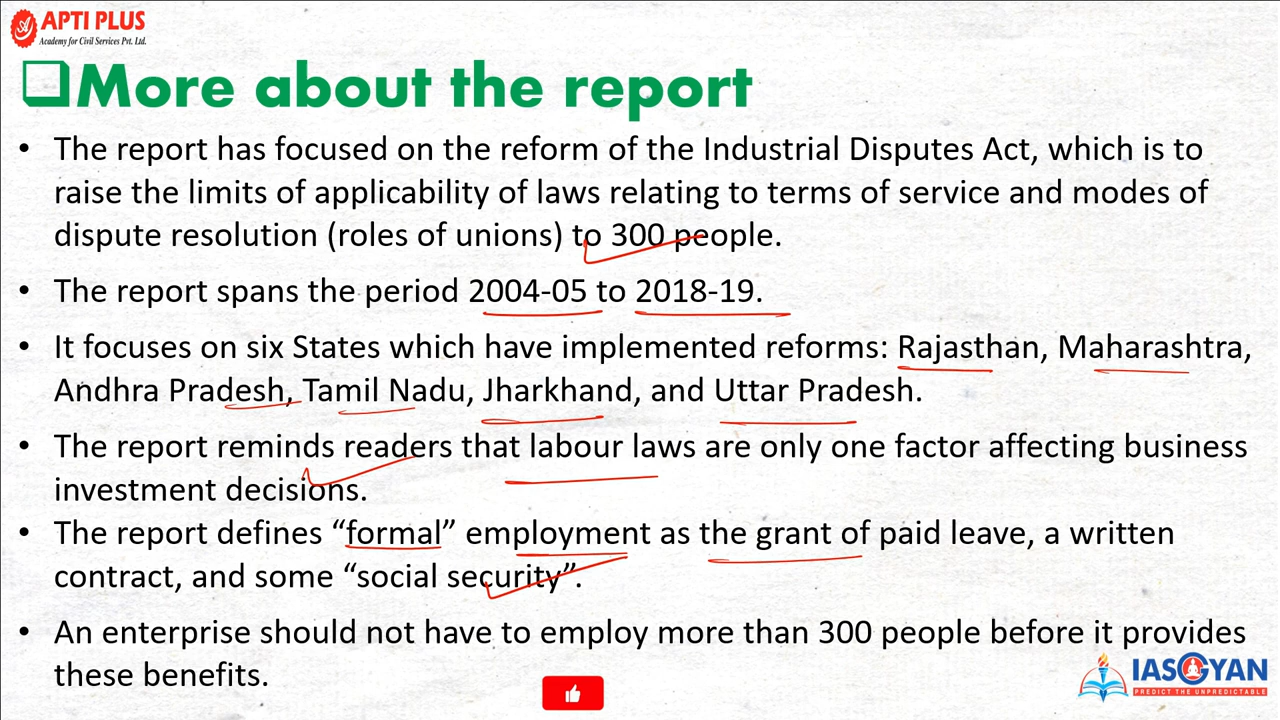 APTI PLUS
Academy for Civil Services Pvt. Ltd.
More about the report
• The report has focused on the reform of the Industrial Disputes Act, which is to
raise the limits of applicability of laws relating to terms of service and modes of
dispute resolution (roles of unions) to 300 people.
• The report spans the period 2004-05 to 2018-19.
• It focuses on six States which have implemented reforms: Rajasthan, Maharashtra,
Andhra Pradesh, Tamil Nadu, Jharkhand, and Uttar Pradesh.
• The report reminds readers that labour laws are only one factor affecting business
investment decisions.
• The report defines “formal” employment as the grant of paid leave, a written
contract, and some “social security”.
• An enterprise should not have to employ more than 300 people before it provides
these benefits.
IASGYAN
PREDICT THE UNPREDICTABLE